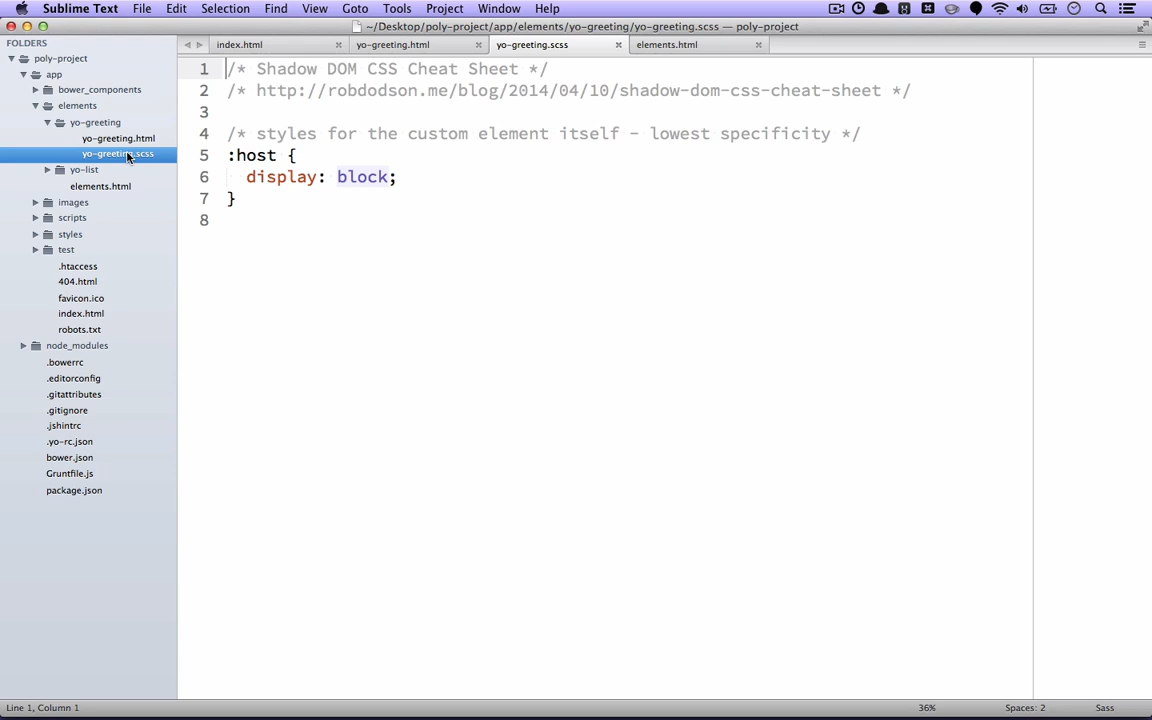 Sublime Text File Edit Selection Find View Goto Tools Project Window Help
~/Desktop/poly-project/app/elements/yo-greeting/yo-greeting.scss — poly-project
FOLDERS
poly-project
app
bower_components
elements
yo-greeting
yo-greeting.html
yo-greeting.scss
yo-list
elements.html
images
scripts
styles
test
.htaccess
404.html
favicon.ico
index.html
robots.txt
node_modules
.bowerrc
.editorconfig
.gitattributes
.gitignore
.jshintrc
.yo-rc.json
bower.json
Gruntfile.js
package.json
index.html yo-greeting.html yo-greeting.scss elements.html
1 /* Shadow DOM CSS Cheat Sheet */
2 /* http://robdodson.me/blog/2014/04/10/shadow-dom-css-cheat-sheet */
3
4 /* styles for the custom element itself - lowest specificity */
5 :host {
6 display: block;
7 }
8
Line 1, Column 1 36% Spaces: 2 Sass